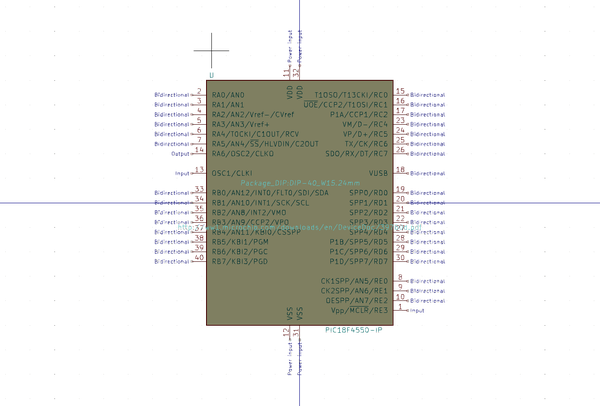 Power Input Power Input
11 32
U
VDD VDD
Bidirectional 2 RA0/AN0 T1OSO/T13CKI/RC0 15 Bidirectional
Bidirectional 3 RA1/AN1 UOE/CCP2/T1OSI/RC1 16 Bidirectional
Bidirectional 4 RA2/AN2/Vref-/CVref P1A/CCP1/RC2 17 Bidirectional
Bidirectional 5 RA3/AN3/Vref+ VM/D-/RC4 23 Bidirectional
Bidirectional 6 RA4/T0CKI/C1OUT/RCV VP/D+/RC5 24 Bidirectional
Bidirectional 7 RA5/AN4/SS/HLVDIN/C2OUT TX/CK/RC6 25 Bidirectional
Output 14 RA6/OSC2/CLKO SDO/RX/DT/RC7 26 Bidirectional
Input 13 OSC1/CLKI VUSB 18 Bidirectional
Package_DIP:DIP-40_W15.24mm
Bidirectional 33 RB0/AN12/INT0/FLT0/SDI/SDA SPP0/RD0 19 Bidirectional
Bidirectional 34 RB1/AN10/INT1/SCK/SCL SPP1/RD1 20 Bidirectional
Bidirectional 35 RB2/AN8/INT2/VMO SPP2/RD2 21 Bidirectional
Bidirectional 36 RB3/AN9/CCP2/VPO SPP3/RD3 22 Bidirectional
Bidirectional 37 RB4/AN11/KBI0/CSSPP SPP4/RD4 27 Bidirectional
Bidirectional 38 RB5/KBI1/PGM P1B/SPP5/RD5 28 Bidirectional
Bidirectional 39 RB6/KBI2/PGC P1C/SPP6/RD6 29 Bidirectional
Bidirectional 40 RB7/KBI3/PGD P1D/SPP7/RD7 30 Bidirectional
CK1SPP/AN5/RE0 8 Bidirectional
CK2SPP/AN6/RE1 9 Bidirectional
OESPP/AN7/RE2 10 Bidirectional
Vpp/MCLR/RE3 1 Input
VSS VSS
PIC18F4550-IP
12 31
Power Input Power Input